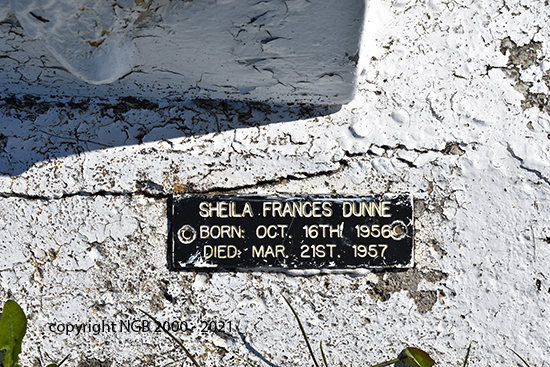 SHEILA FRANCES DUNNE
BORN: OCT. 16TH. 1956
DIED: MAR. 21ST. 1957
copyright NGB 2000 - 2021